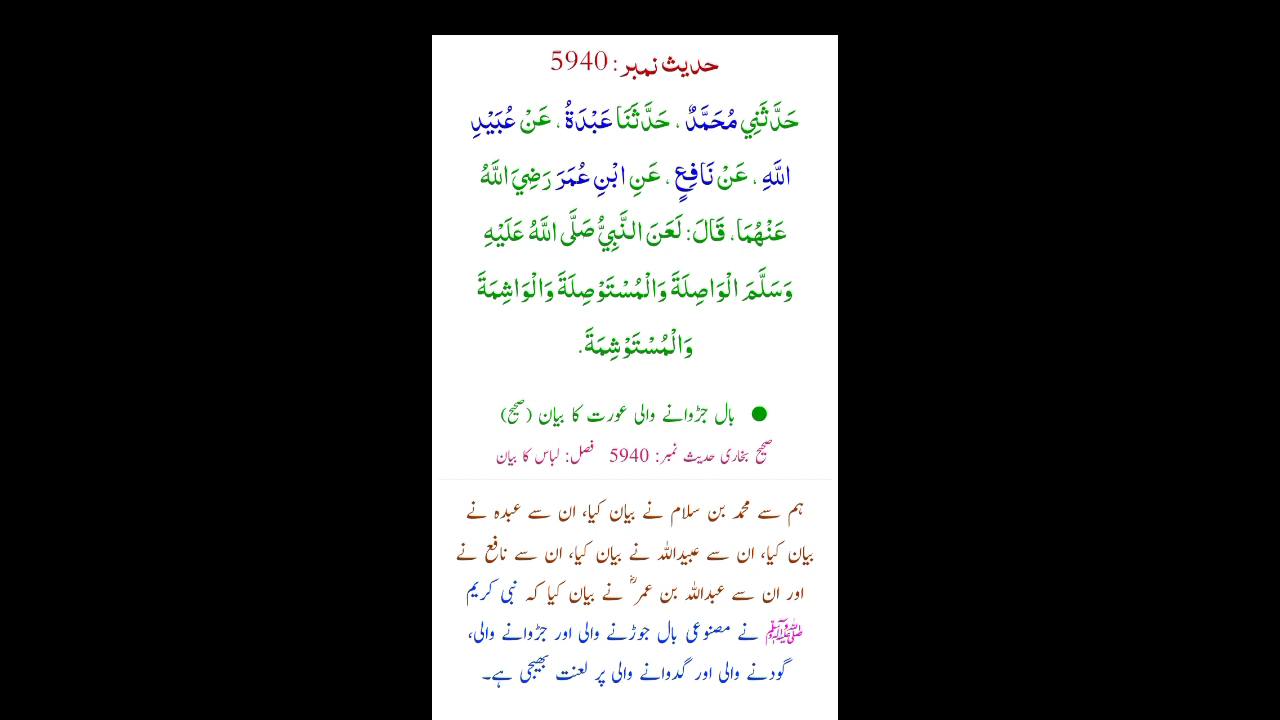 حدیث نمبر: 5940
حَدَّثَنِي مُحَمَّدٌ ، حَدَّثَنَا عَبْدَةُ ، عَنْ عُبَيْدِ
اللَّهِ ، عَنْ نَافِعٍ ، عَنِ ابْنِ عُمَرَ رَضِيَ اللَّهُ
عَنْهُمَا، قَالَ: لَعَنَ النَّبِيُّ صَلَّى اللَّهُ عَلَيْهِ
وَسَلَّمَ الْوَاصِلَةَ وَالْمُسْتَوْصِلَةَ وَالْوَاشِمَةَ
وَالْمُسْتَوْشِمَةَ.
● بال جڑوانے والی عورت کا بیان (صحیح)
صحیح بخاری حدیث نمبر: 5940 فصل: لباس کا بیان
ہم سے محمد بن سلام نے بیان کیا، ان سے عبدہ نے
بیان کیا، ان سے عبیداللہ نے بیان کیا، ان سے نافع نے
اور ان سے عبداللہ بن عمر ؓ نے بیان کیا کہ نبی کریم
ﷺ نے مصنوعی بال جوڑنے والی اور جڑوانے والی،
گودنے والی اور گدوانے والی پر لعنت بھیجی ہے۔